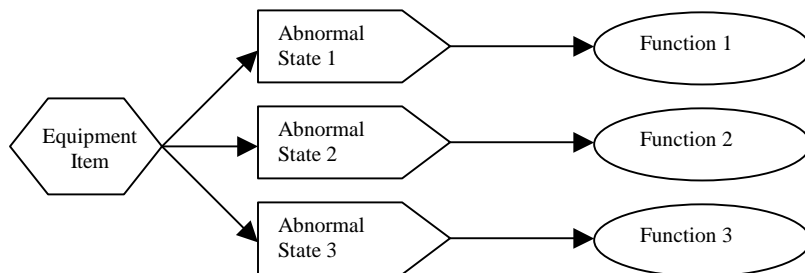 Equipment
Item
Abnormal
State 1
Function 1
Abnormal
State 2
Function 2
Abnormal
State 3
Function 3